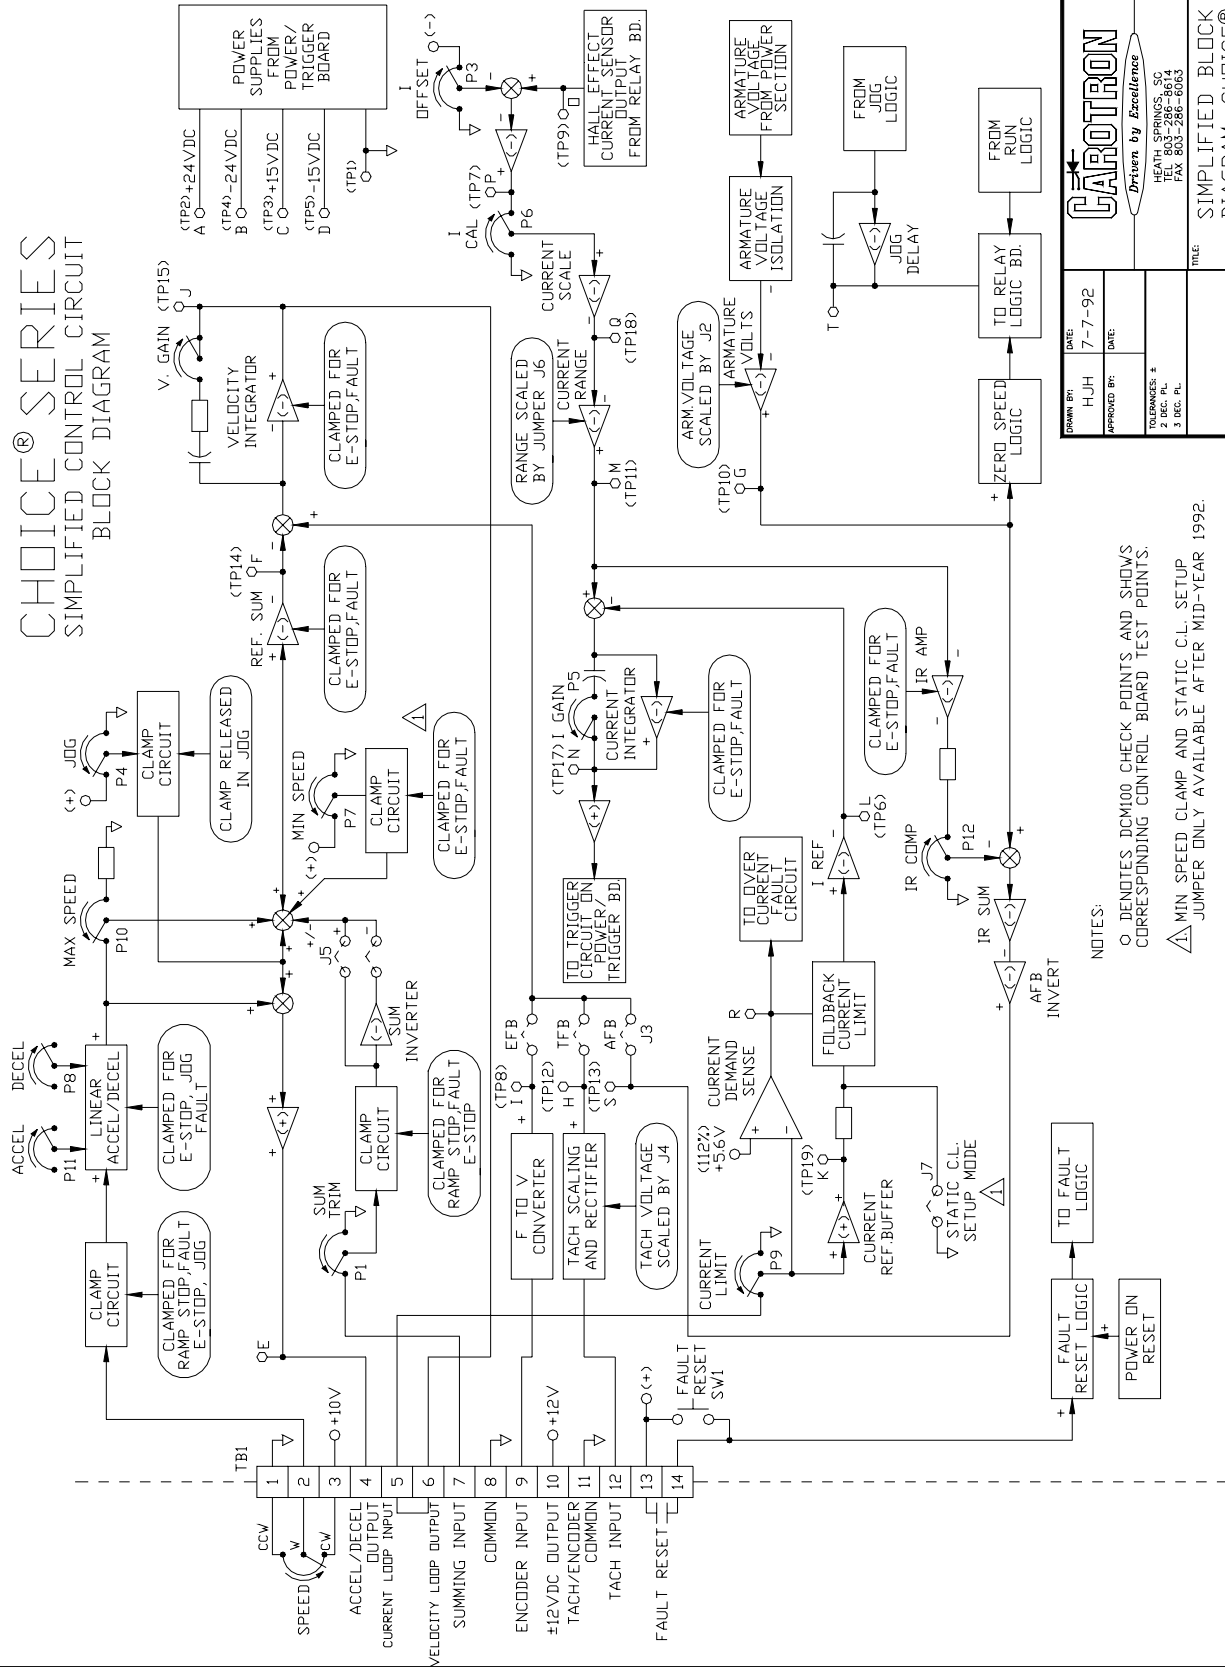 CHOICE® SERIES
SIMPLIFIED CONTROL CIRCUIT
BLOCK DIAGRAM
SPEED
CCW
W
CW
TB1
1
2
3
4
5
6
7
8
9
10
11
12
13
14
+10V
ACCEL/DECEL
OUTPUT
CURRENT LOOP INPUT
VELOCITY LOOP OUTPUT
SUMMING INPUT
COMMON
ENCODER INPUT
±12VDC OUTPUT
TACH/ENCODER
COMMON
TACH INPUT
FAULT RESET
+12V
(+)
FAULT
RESET
SW1
E
CLAMP
CIRCUIT
CLAMPED FOR
RAMP STOP,FAULT
E-STOP, JOG
ACCEL
P11
DECEL
P8
LINEAR
ACCEL/DECEL
+
+
CLAMPED FOR
E-STOP, JOG
FAULT
MAX SPEED
P10
(+)
JOG
P4
CLAMP
CIRCUIT
CLAMP RELEASED
IN JOG
MIN SPEED
(+)
P7
CLAMP
CIRCUIT
1
CLAMPED FOR
E-STOP,FAULT
+
(+)
+
+
+
+
+
+
+
+
+/-
SUM
TRIM
P1
CLAMP
CIRCUIT
CLAMPED FOR
RAMP STOP,FAULT
E-STOP
SUM
INVERTER
(-)
J5
+
-
REF. SUM
+
(-)
-
(TP14)
F
CLAMPED FOR
E-STOP,FAULT
-
+
V. GAIN
(TP15)
J
VELOCITY
INTEGRATOR
-
(-)
+
CLAMPED FOR
E-STOP,FAULT
POWER
SUPPLIES
FROM
POWER/
TRIGGER
BOARD
(TP2)+24VDC
A
(TP4)-24VDC
B
(TP3)+15VDC
C
(TP5)-15VDC
D
(TP1)
I
OFFSET
(-)
P3
-
+
(TP9)
HALL EFFECT
CURRENT SENSOR
OUTPUT
FROM RELAY BD.
(-)
+
(TP7)
P
I
CAL
P6
CURRENT
SCALE
+
(-)
-
Q
(TP18)
RANGE SCALED
BY JUMPER J6
CURRENT
RANGE
-
(-)
+
M
(TP11)
+
-
(TP17)
N
I GAIN
P5
CURRENT
INTEGRATOR
(-)
+
CLAMPED FOR
E-STOP,FAULT
(+)
TO TRIGGER
CIRCUIT ON
POWER/
TRIGGER BD.
F TO V
CONVERTER
+
(TP8)
I
EFB
TACH SCALING
AND RECTIFIER
+
(TP12)
H
TFB
(TP13)
S
AFB
J3
TACH VOLTAGE
SCALED BY J4
CURRENT
LIMIT
P9
(112%)
+5.6V
+
-
CURRENT
DEMAND
SENSE
R
TO OVER
CURRENT
FAULT
CIRCUIT
CURRENT
REF.BUFFER
+
(+)
+
(TP19)
K
FOLDBACK
CURRENT
LIMIT
J7
STATIC C.L.
SETUP MODE
1
+
I REF
(-)
-
L
(TP6)
CLAMPED FOR
E-STOP,FAULT
IR AMP
-
(-)
-
IR COMP
P12
-
+
IR SUM
(-)
-
AFB
INVERT
(-)
+
ARMATURE
VOLTAGE
FROM POWER
SECTION
ARMATURE
VOLTAGE
ISOLATION
-
ARM.VOLTAGE
SCALED BY J2
ARMATURE
VOLTS
-
(-)
+
(TP10)
G
FROM
JOG
LOGIC
(-)
JOG
DELAY
T
FROM
RUN
LOGIC
TO RELAY
LOGIC BD.
ZERO SPEED
LOGIC
+
FAULT
RESET LOGIC
+
+
POWER ON
RESET
TO FAULT
LOGIC
NOTES:
DENOTES DCM100 CHECK POINTS AND SHOWS
CORRESPONDING CONTROL BOARD TEST POINTS.
1. MIN SPEED CLAMP AND STATIC C.L. SETUP
JUMPER ONLY AVAILABLE AFTER MID-YEAR 1992.
DRAWN BY:
HJH
DATE:
7-7-92
APPROVED BY:
DATE:
TOLERANCES: ±
2 DEC. PL.
3 DEC. PL.
CAROTRON
Driven by Excellence
HEATH SPRINGS, SC
TEL 803-286-8614
FAX 803-286-6063
TITLE:
SIMPLIFIED BLOCK